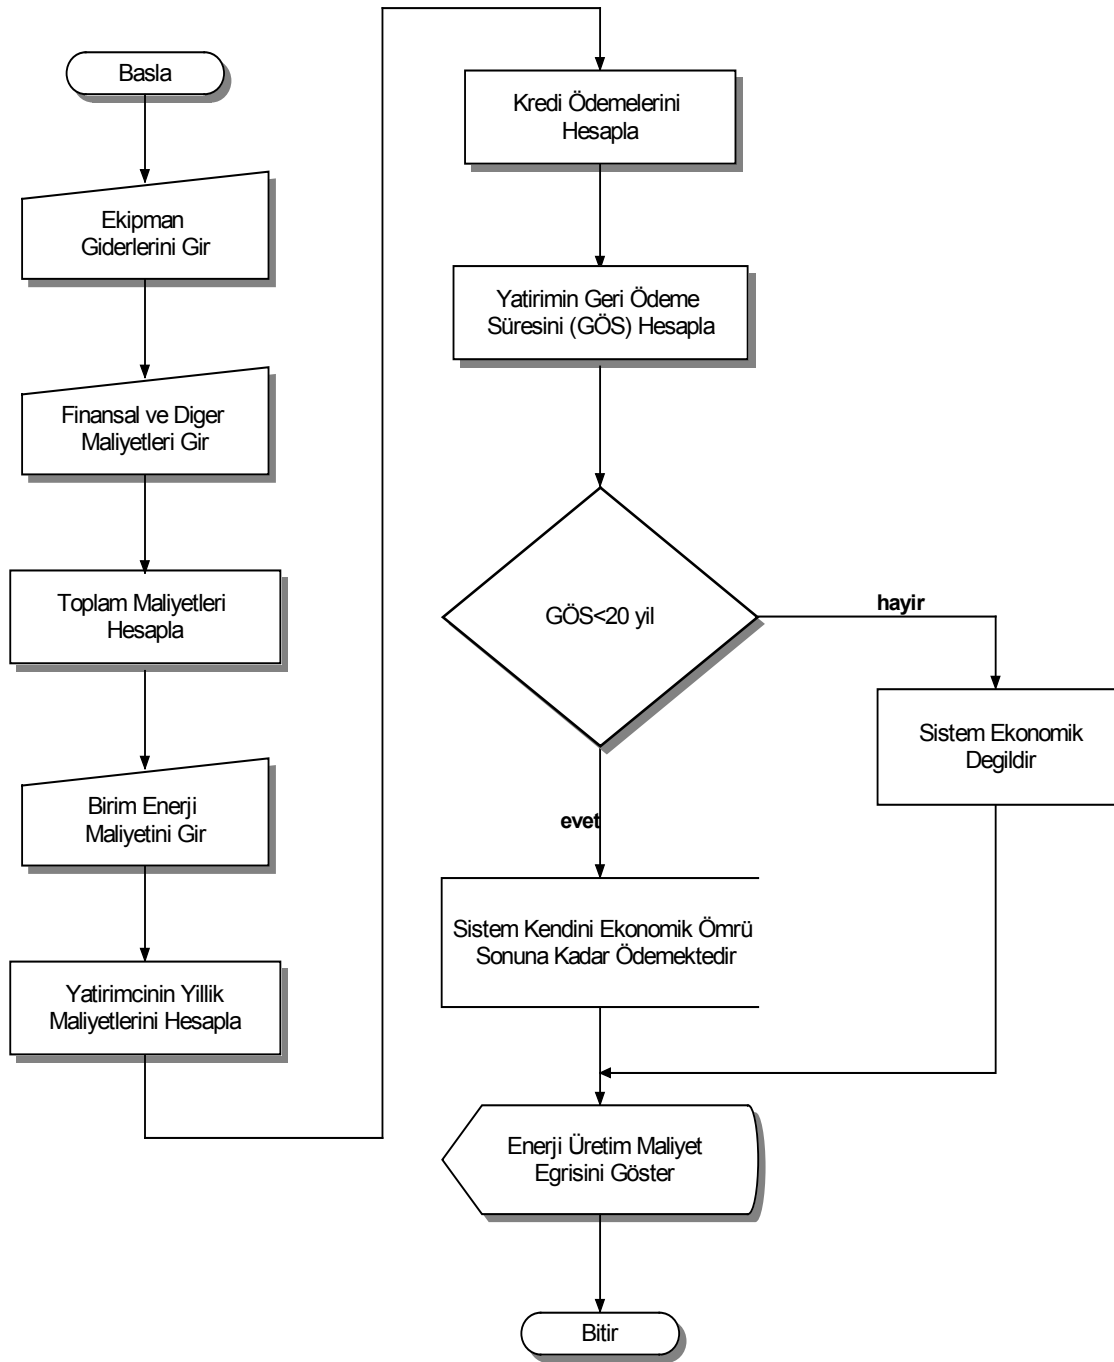 Basla
Ekipman
Giderlerini Gir
Finansal ve Diger
Maliyetleri Gir
Toplam Maliyetleri
Hesapla
Birim Enerji
Maliyetini Gir
Yatirimcinin Yillik
Maliyetlerini Hesapla
Kredi Ödemelerini
Hesapla
Yatirimin Geri Ödeme
Süresini (GÖS) Hesapla
GÖS<20 yil
hayir
Sistem Ekonomik
Degildir
evet
Sistem Kendini Ekonomik Ömrü
Sonuna Kadar Ödemektedir
Enerji Üretim Maliyet
Egrisini Göster
Bitir